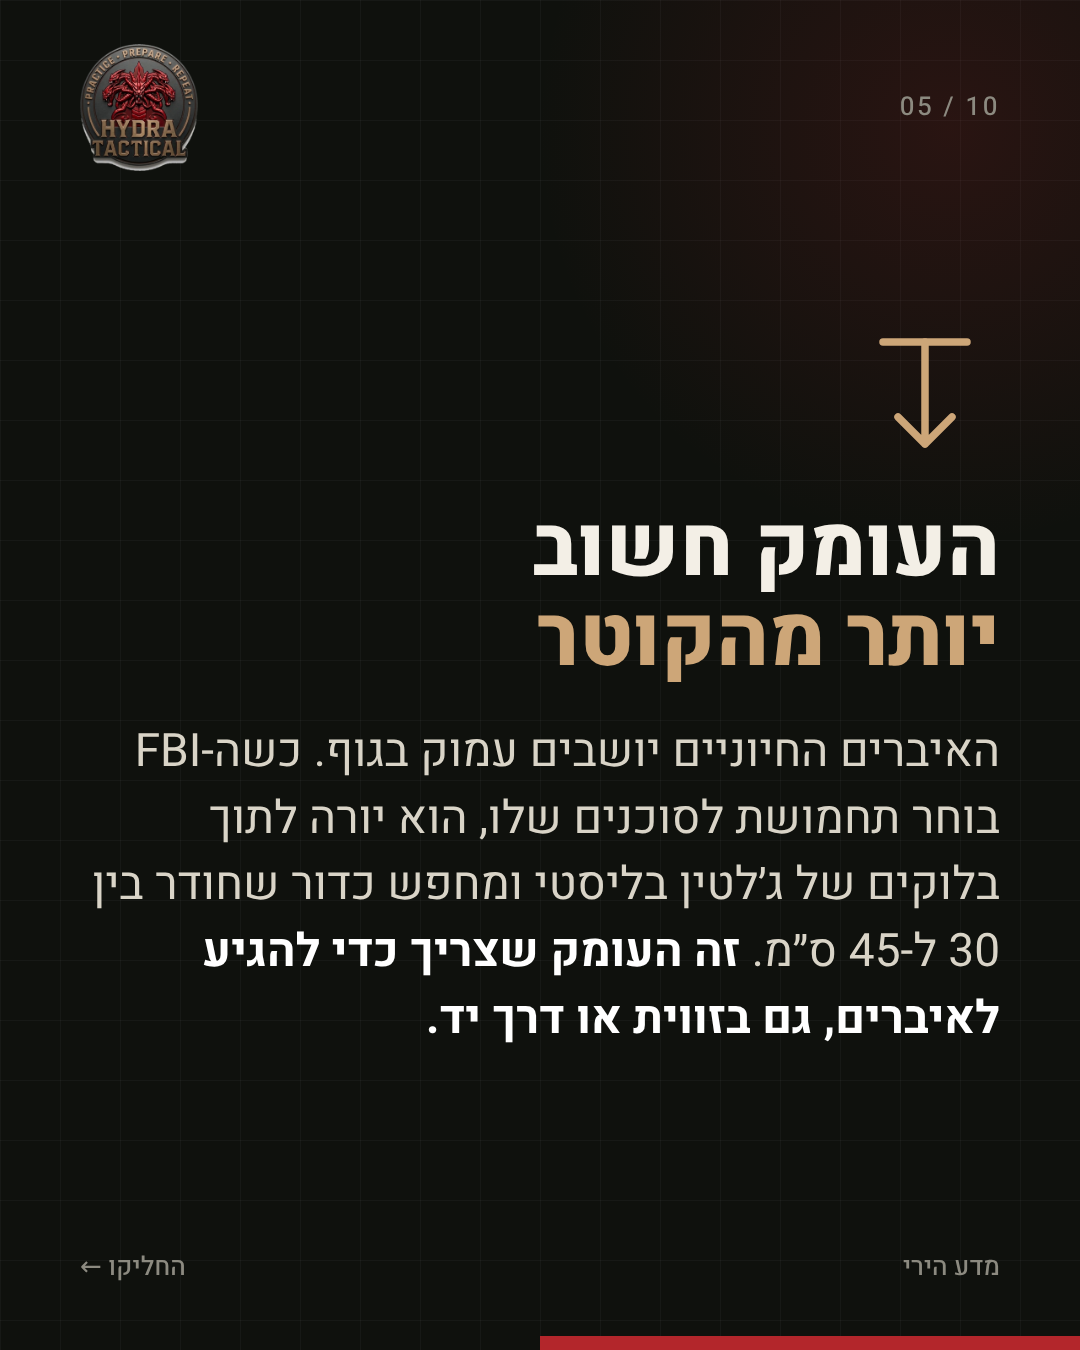 PRACTICE · PREPARE · REPEAT
HYDRA
TACTICAL
05 / 10
העומק חשוב
יותר מהקוטר
האיברים החיוניים יושבים עמוק בגוף. כשה-FBI
בוחר תחמושת לסוכנים שלו, הוא יורה לתוך
בלוקים של ג׳לטין בליסטי ומחפש כדור שחודר בין
30 ל-45 ס״מ. זה העומק שצריך כדי להגיע
לאיברים, גם בזווית או דרך יד.
מדע הירי
החליקו ←